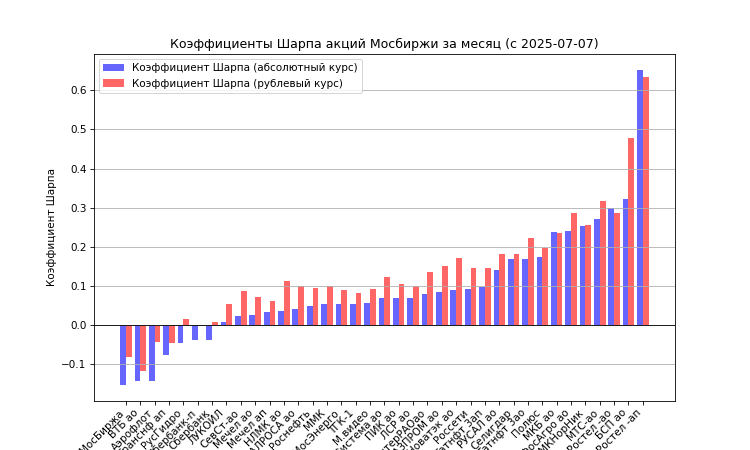 Коэффициенты Шарпа акций Мосбиржи за месяц (с 2025-07-07)
Коэффициент Шарпа (абсолютный курс)
Коэффициент Шарпа (рублевый курс)
Коэффициент Шарпа
0.6
0.5
0.4
0.3
0.2
0.1
0.0
−0.1
МосБиржа
ВТБ ао
Аэрофлот
РусГидро
Сбербанк
ЛУКОЙЛ
СевСт-ао
Мечел ао
Мечел ап
НЛМК ао
АЛРОСА ао
Роснефть
ММК
МосЭнерго
ТГК-1
М.видео
ПИК ао
ЛСР ао
Россети
РУСАЛ ао
Селигдар
Полюс
МКБ ао
МТС-ао
Ростел -ао
БСП ао
Ростел -ап